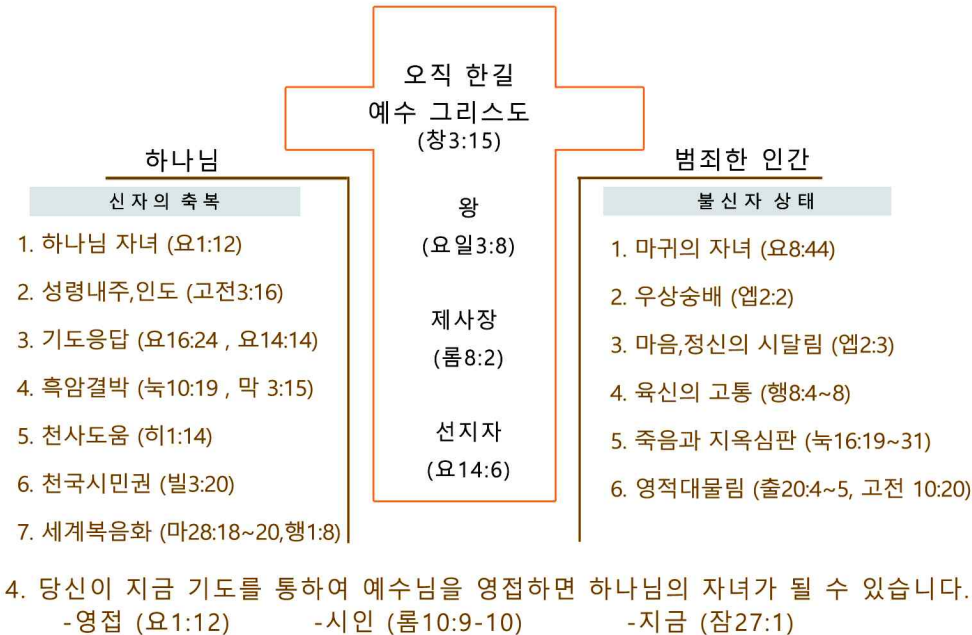 오직 한길
예수 그리스도
(창3:15)
왕
(요일3:8)
제사장
(롬8:2)
선지자
(요14:6)
하나님
신자의 축복
1. 하나님 자녀 (요1:12)
2. 성령내주,인도 (고전3:16)
3. 기도응답 (요16:24 , 요14:14)
4. 흑암결박 (눅10:19 , 막 3:15)
5. 천사도움 (히1:14)
6. 천국시민권 (빌3:20)
7. 세계복음화 (마28:18~20,행1:8)
범죄한 인간
불신자 상태
1. 마귀의 자녀 (요8:44)
2. 우상숭배 (엡2:2)
3. 마음,정신의 시달림 (엡2:3)
4. 육신의 고통 (행8:4~8)
5. 죽음과 지옥심판 (눅16:19~31)
6. 영적대물림 (출20:4~5, 고전 10:20)
4. 당신이 지금 기도를 통하여 예수님을 영접하면 하나님의 자녀가 될 수 있습니다.
-영접 (요1:12) -시인 (롬10:9-10) -지금 (잠27:1)